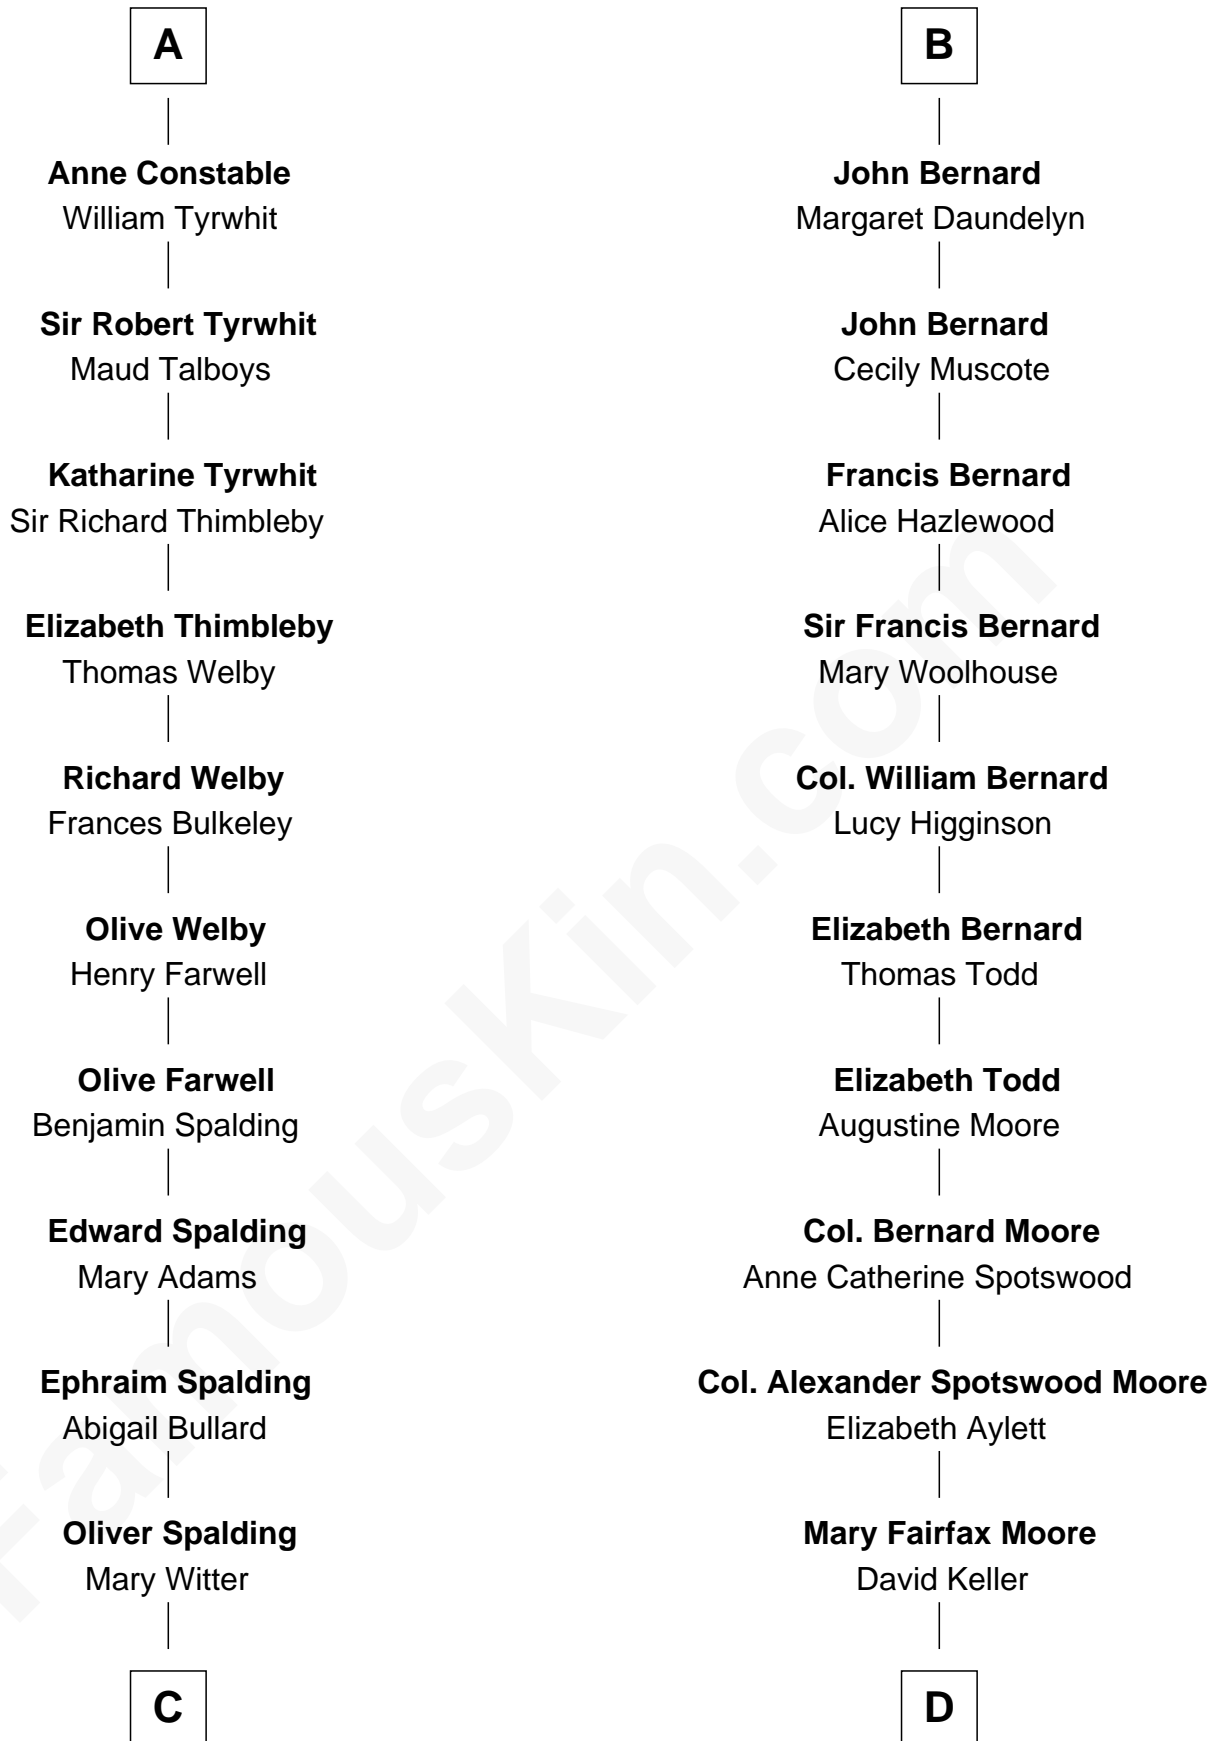 A
Anne Constable
William Tyrwhit
Sir Robert Tyrwhit
Maud Talboys
Katharine Tyrwhit
Sir Richard Thimbleby
Elizabeth Thimbleby
Thomas Welby
Richard Welby
Frances Bulkeley
Olive Welby
Henry Farwell
Olive Farwell
Benjamin Spalding
Edward Spalding
Mary Adams
Ephraim Spalding
Abigail Bullard
Oliver Spalding
Mary Witter
C
B
John Bernard
Margaret Daundelyn
John Bernard
Cecily Muscote
Francis Bernard
Alice Hazlewood
Sir Francis Bernard
Mary Woolhouse
Col. William Bernard
Lucy Higginson
Elizabeth Bernard
Thomas Todd
Elizabeth Todd
Augustine Moore
Col. Bernard Moore
Anne Catherine Spotswood
Col. Alexander Spotswood Moore
Elizabeth Aylett
Mary Fairfax Moore
David Keller
D
FamousKin.com